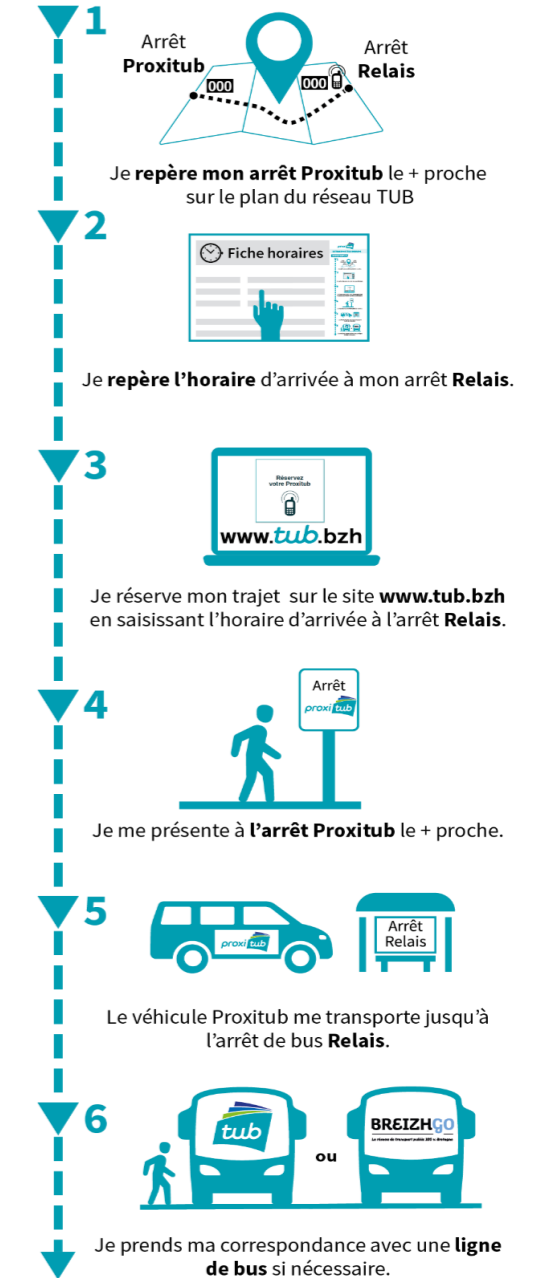 1
Arrêt
Proxitub
Arrêt
Relais
000
000
Je repère mon arrêt Proxitub le + proche
sur le plan du réseau TUB
2
Fiche horaires
Je repère l’horaire d’arrivée à mon arrêt Relais.
3
Réservez
votre Proxitub
www.tub.bzh
Je réserve mon trajet sur le site www.tub.bzh
en saisissant l’horaire d’arrivée à l’arrêt Relais.
4
Arrêt
proxitub
Je me présente à l’arrêt Proxitub le + proche.
5
proxitub
Arrêt
Relais
Le véhicule Proxitub me transporte jusqu’à
l’arrêt de bus Relais.
6
tub
ou
BREIZHGO
Je prends ma correspondance avec une ligne
de bus si nécessaire.